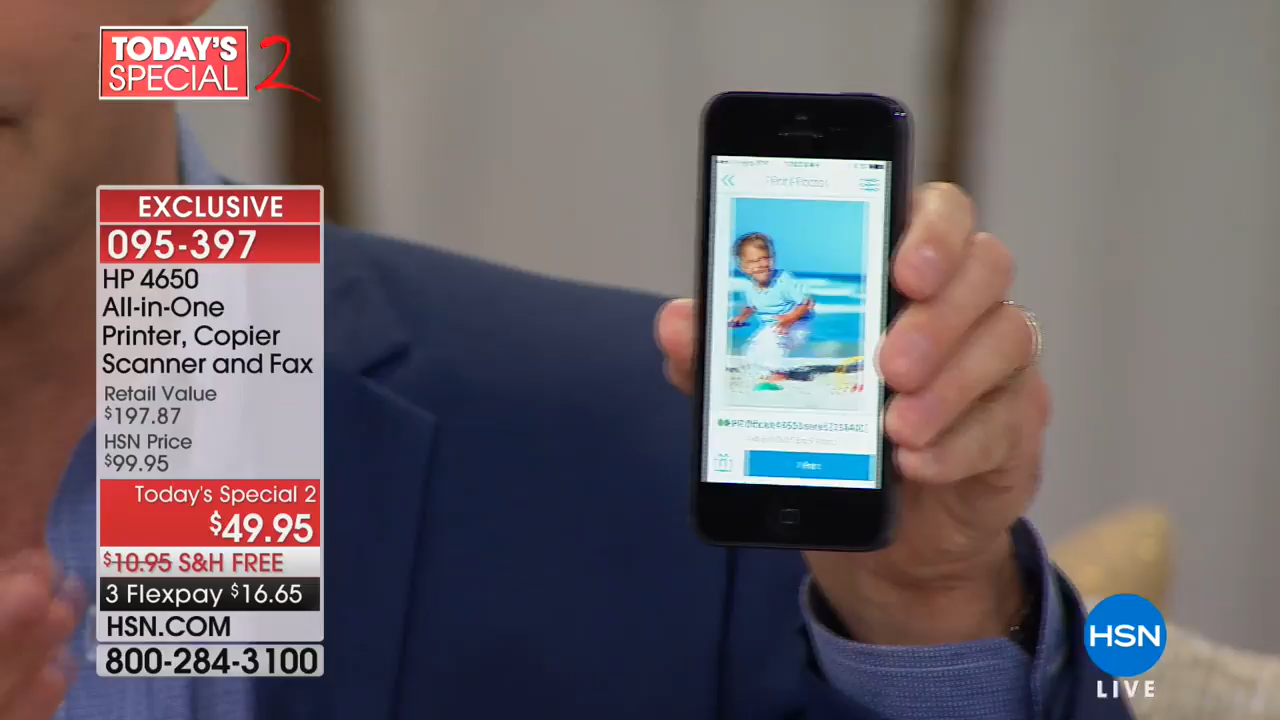 TODAY'S
SPECIAL 2
EXCLUSIVE
095-397
HP 4650
All-in-One
Printer, Copier
Scanner and Fax
Retail Value
$197.87
HSN Price
$99.95
Today's Special 2
$49.95
$10.95 S&H FREE
3 Flexpay $16.65
HSN.COM
800-284-3100
HSN
LIVE